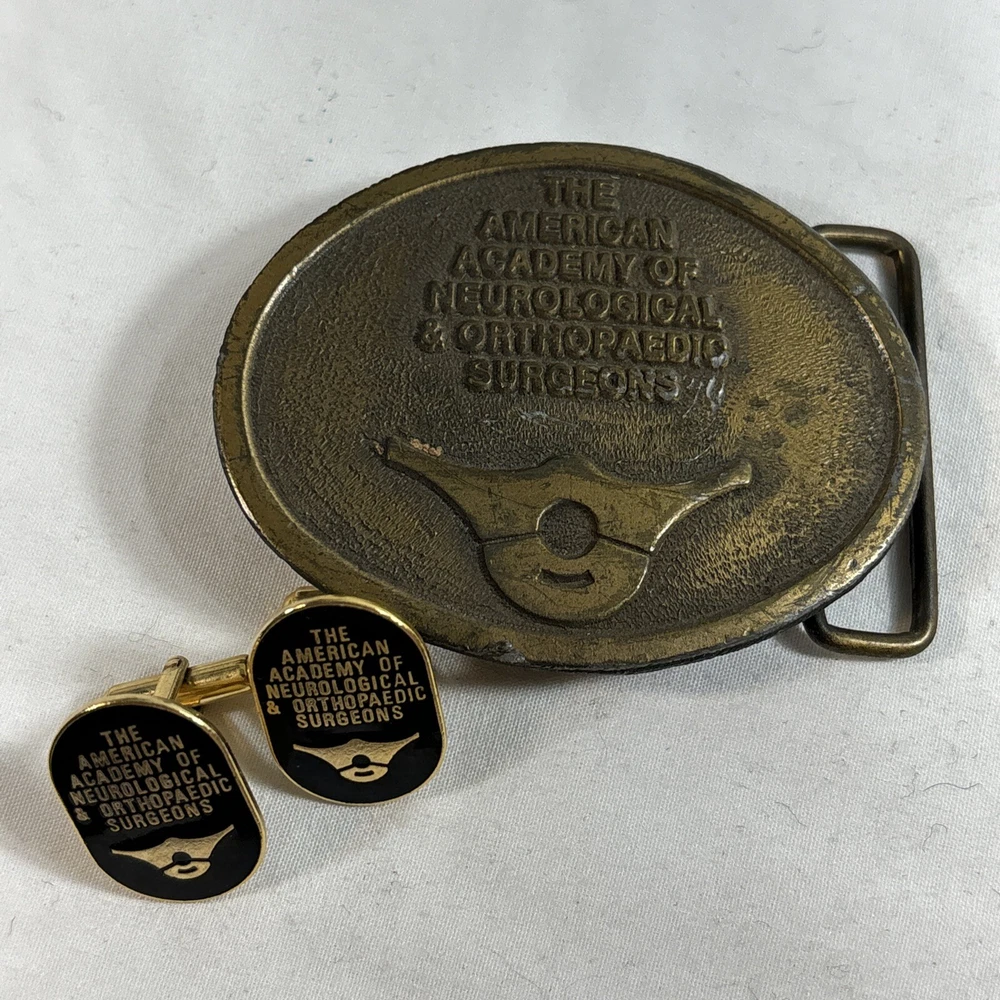 THE
AMERICAN
ACADEMY OF
NEUROLOGICAL
& ORTHOPAEDIC
SURGEONS
THE
AMERICAN
ACADEMY OF
NEUROLOGICAL
& ORTHOPAEDIC
SURGEONS
THE
AMERICAN
ACADEMY OF
NEUROLOGICAL
& ORTHOPAEDIC
SURGEONS